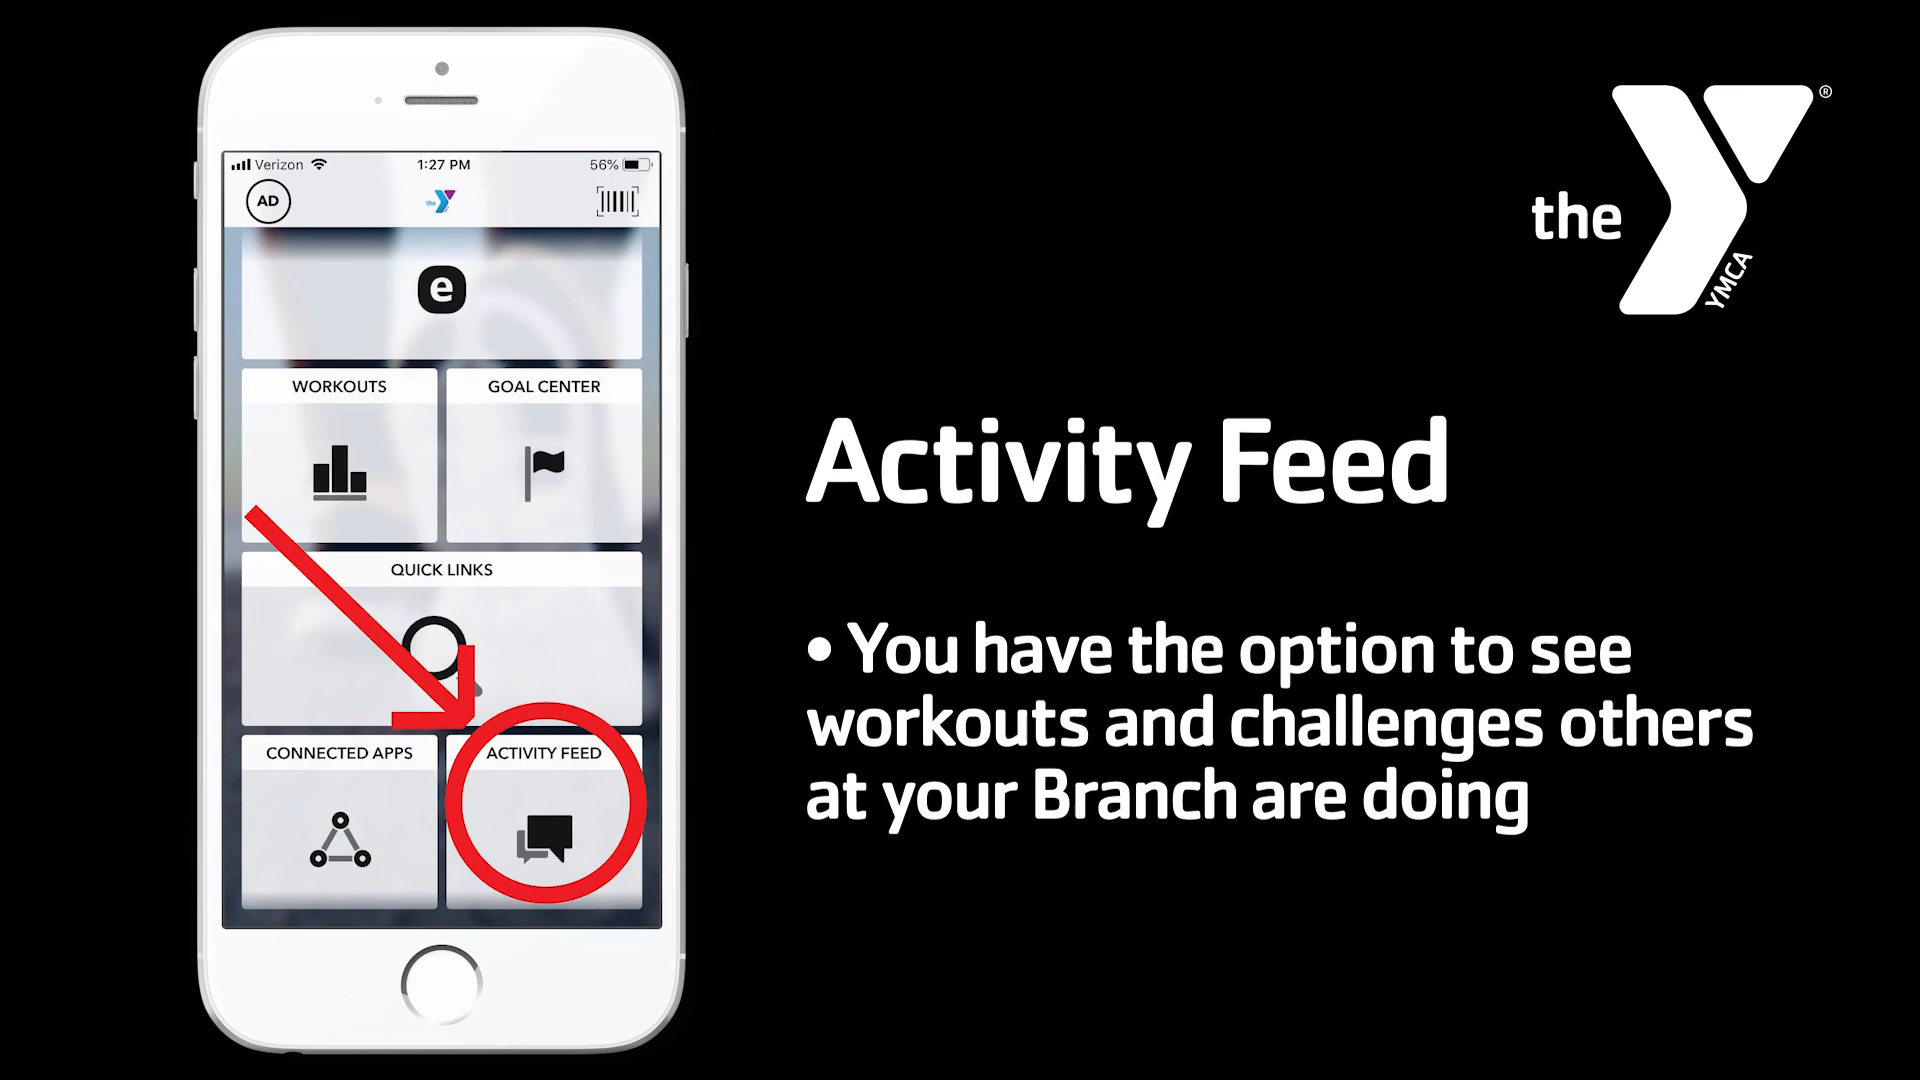 Verizon 1:27 PM 56%
AD
the
e
WORKOUTS GOAL CENTER
QUICK LINKS
CONNECTED APPS ACTIVITY FEED
®
the
YMCA
Activity Feed
• You have the option to see
workouts and challenges others
at your Branch are doing